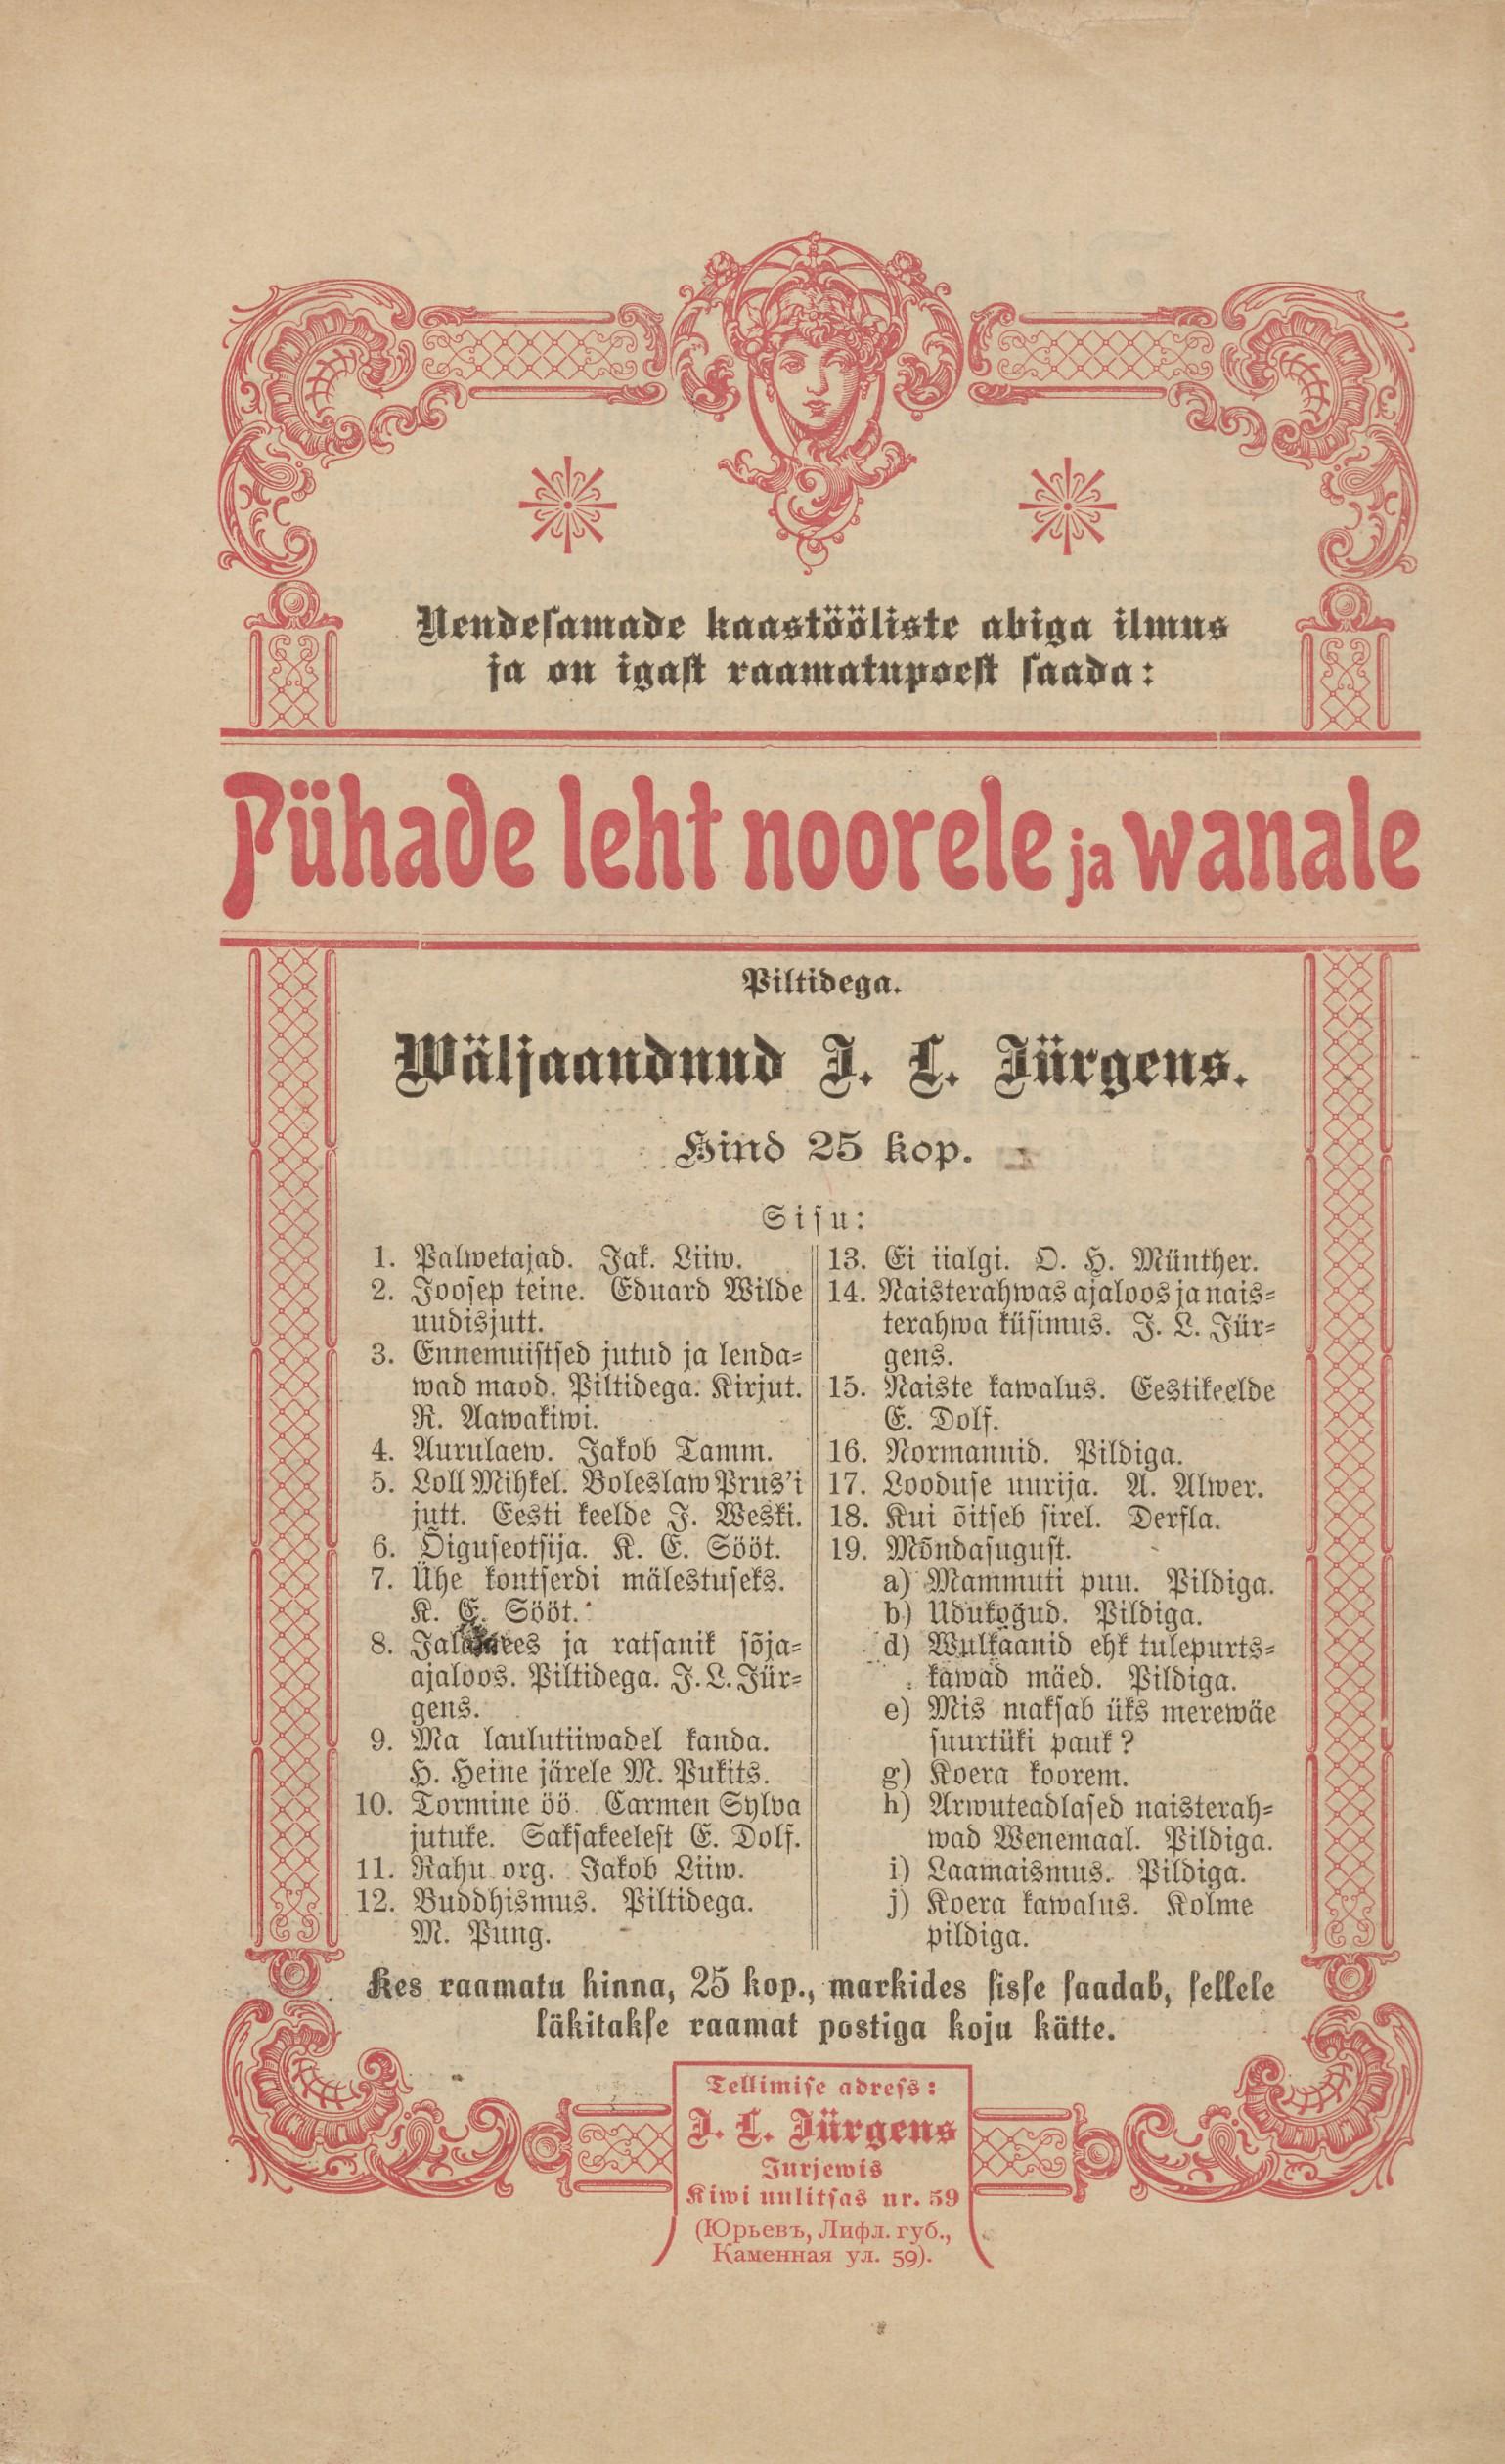 Nendesamade kaastööliste abiga ilmus
ja on igast raamatupoest saada:
Pühade leht noorele ja wanale
Piltidega.
Wäljaandnud J. L. Jürgens.
Hind 25 kop.
Sisu:
1. Palwetajad. Jak. Liiw.
2. Joosep teine. Eduard Wilde
uudisjutt.
3. Ennemuistsed jutud ja lenda-
wad maod. Piltidega. Kirjut.
R. Aawakiwi.
4. Aurulaew. Jakob Tamm.
5. Loll Mihkel. Boleslaw Prus'i
jutt. Eesti keelde J. Weski.
6. Õiguseotsija. K. E. Sööt.
7. Ühe kontserdi mälestuseks.
K. E. Sööt.
8. ja ratsanik sõja-
ajaloos. Piltidega. J. L. Jür-
gens.
9. Ma laulutiiwadel kanda.
H. Heine järele M. Pukits.
10. Tormine öö. Carmen Sylva
jutuke. Saksakeelest E. Dolf.
11. Rahu org. Jakob Liiw.
12. Buddhismus. Piltidega.
M. Pung.
13. Ei iialgi. O. H. Münther.
14. Naisterahwas ajaloos ja nais-
terahwa küsimus. J. L. Jür-
gens.
15. Naiste kawalus. Eestikeelde
E. Dolf.
16. Normannid. Pildiga.
17. Looduse uurija. A. Alwer.
18. Kui õitseb sirel. Derfla.
19. Mõndasugust.
a) Mammuti puu. Pildiga.
b) Udukogud. Pildiga.
d) Wulkaanid ehk tulepurts-
kawad mäed. Pildiga.
e) Mis maksab üks merewäe
suurtüki pauk?
g) Koera koorem.
h) Arwuteadlased naisterah-
wad Wenemaal. Pildiga.
i) Laamaismus. Pildiga.
j) Koera kawalus. Kolme
pildiga.
Kes raamatu hinna, 25 kop., markides sisse saadab, sellele
läkitakse raamat postiga koju kätte.
Tellimise adress:
J. L. Jürgens
Jurjewis
Kiwi uulitsas nr. 59
(Юрьевъ, Лифл. губ.,
Каменная ул. 59).